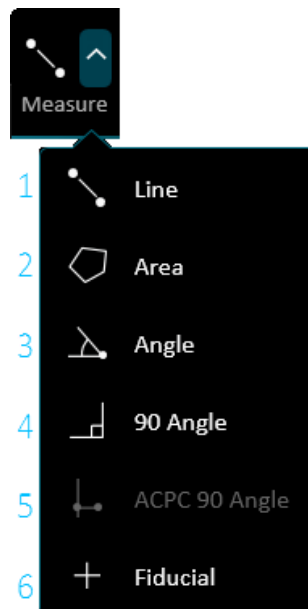 Measure
1 Line
2 Area
3 Angle
4 90 Angle
5 ACPC 90 Angle
6 Fiducial